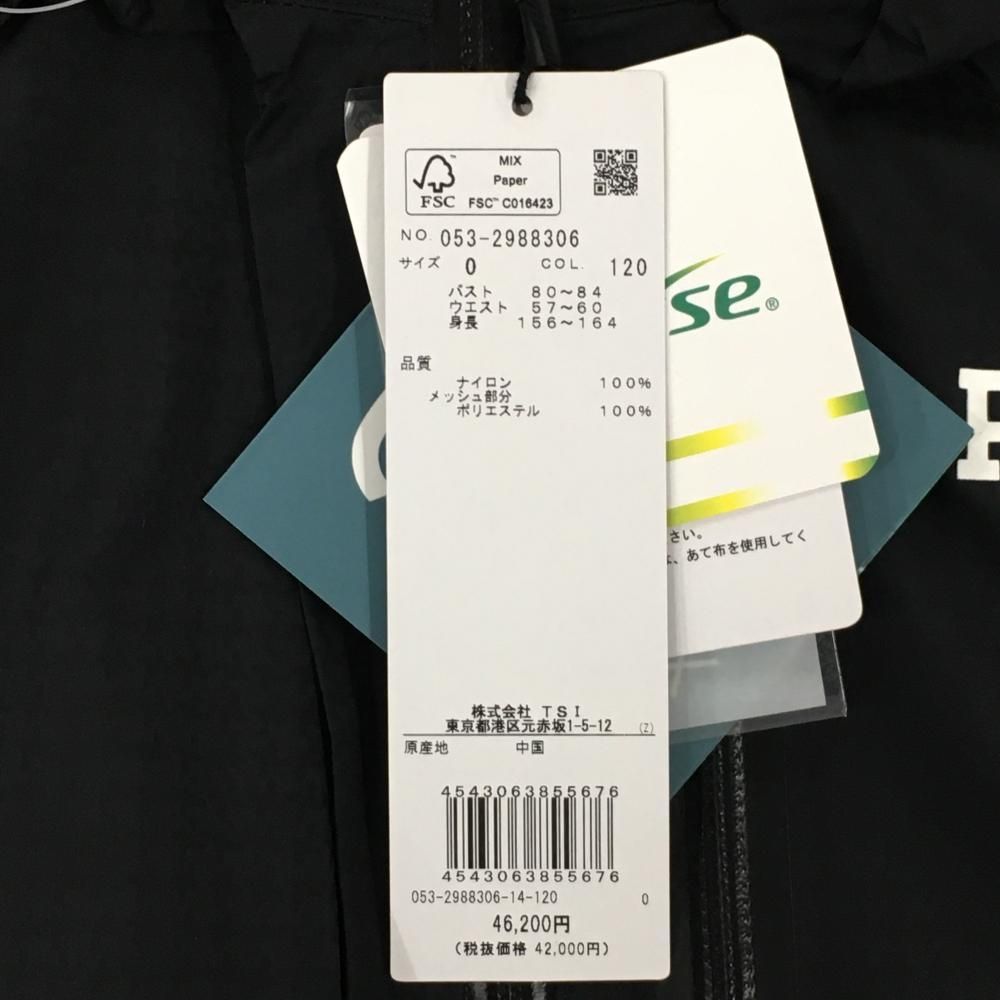 MIX
Paper
FSC™ C016423
FSC
NO. 053-2988306
サイズ 0 COL. 120
バスト 80~84
ウエスト 57~60
身長 156~164
品質
ナイロン 100%
メッシュ部分
ポリエステル 100%
株式会社 TSI
東京都港区元赤坂1-5-12 (Z)
原産地 中国
4543063855676
4543063855676
053-2988306-14-120 0
46,200円
(税抜価格 42,000円)
se®
さい。
、あて布を使用してく